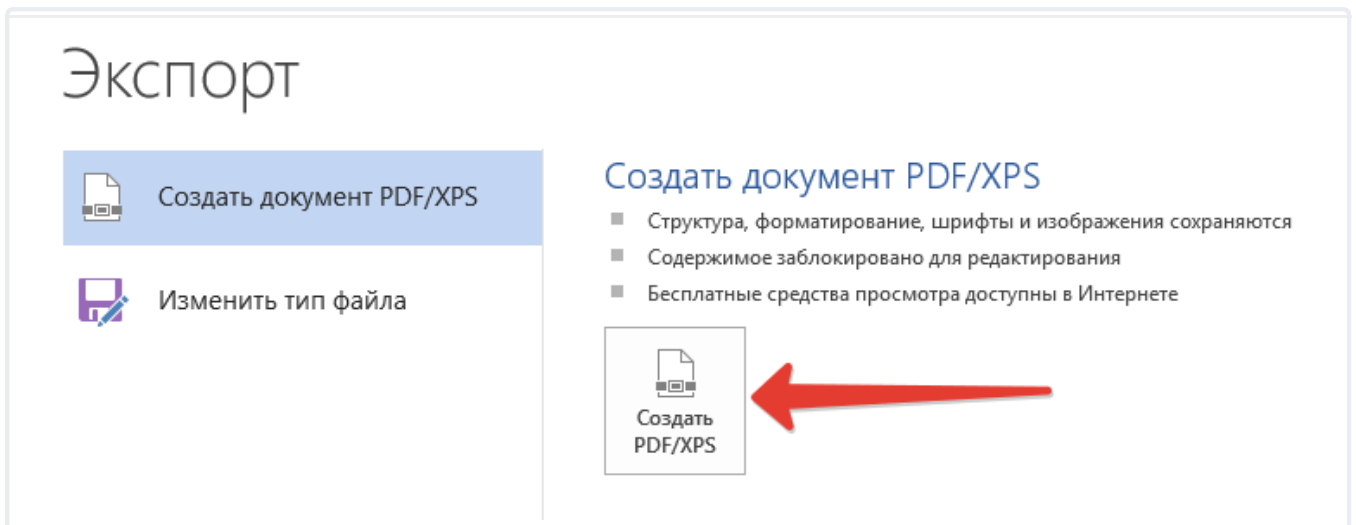 Экспорт
Создать документ PDF/XPS
Изменить тип файла
Создать документ PDF/XPS
Структура, форматирование, шрифты и изображения сохраняются
Содержимое заблокировано для редактирования
Бесплатные средства просмотра доступны в Интернете
Создать
PDF/XPS